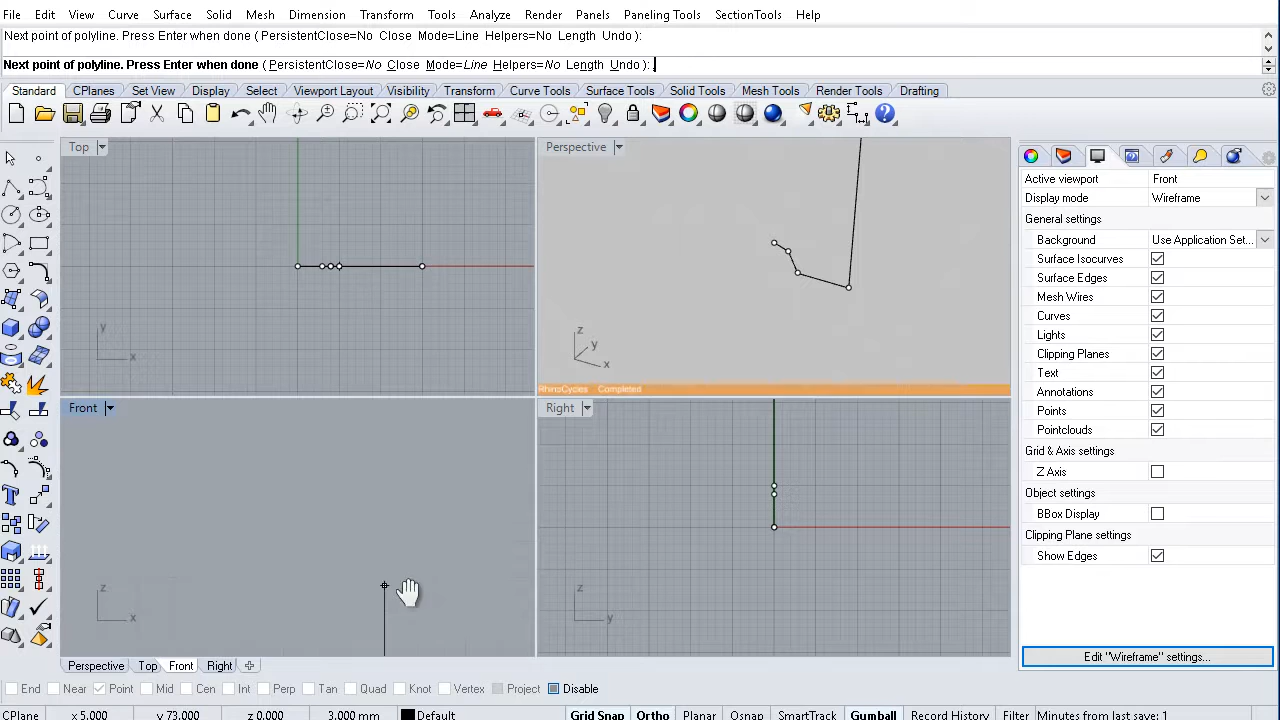 File Edit View Curve Surface Solid Mesh Dimension Transform Tools Analyze Render Panels Paneling Tools SectionTools Help
Next point of polyline. Press Enter when done ( PersistentClose=No Close Mode=Line Helpers=No Length Undo ):
Next point of polyline. Press Enter when done ( PersistentClose=No Close Mode=Line Helpers=No Length Undo ):
Standard CPlanes Set View Display Select Viewport Layout Visibility Transform Curve Tools Surface Tools Solid Tools Mesh Tools Render Tools Drafting
Top
y
x
Perspective
z
y
x
RhinoCycles Completed
Front
z
x
Right
z
y
Active viewport Front
Display mode Wireframe
General settings
Background Use Application Set...
Surface Isocurves
Surface Edges
Mesh Wires
Curves
Lights
Clipping Planes
Text
Annotations
Points
Pointclouds
Grid & Axis settings
Z Axis
Object settings
BBox Display
Clipping Plane settings
Show Edges
Edit "Wireframe" settings...
Perspective Top Front Right
End Near Point Mid Cen Int Perp Tan Quad Knot Vertex Project Disable
CPlane x 5.000 y 73.000 z 0.000 3.000 mm Default Grid Snap Ortho Planar Osnap SmartTrack Gumball Record History Filter Minutes from last save: 1